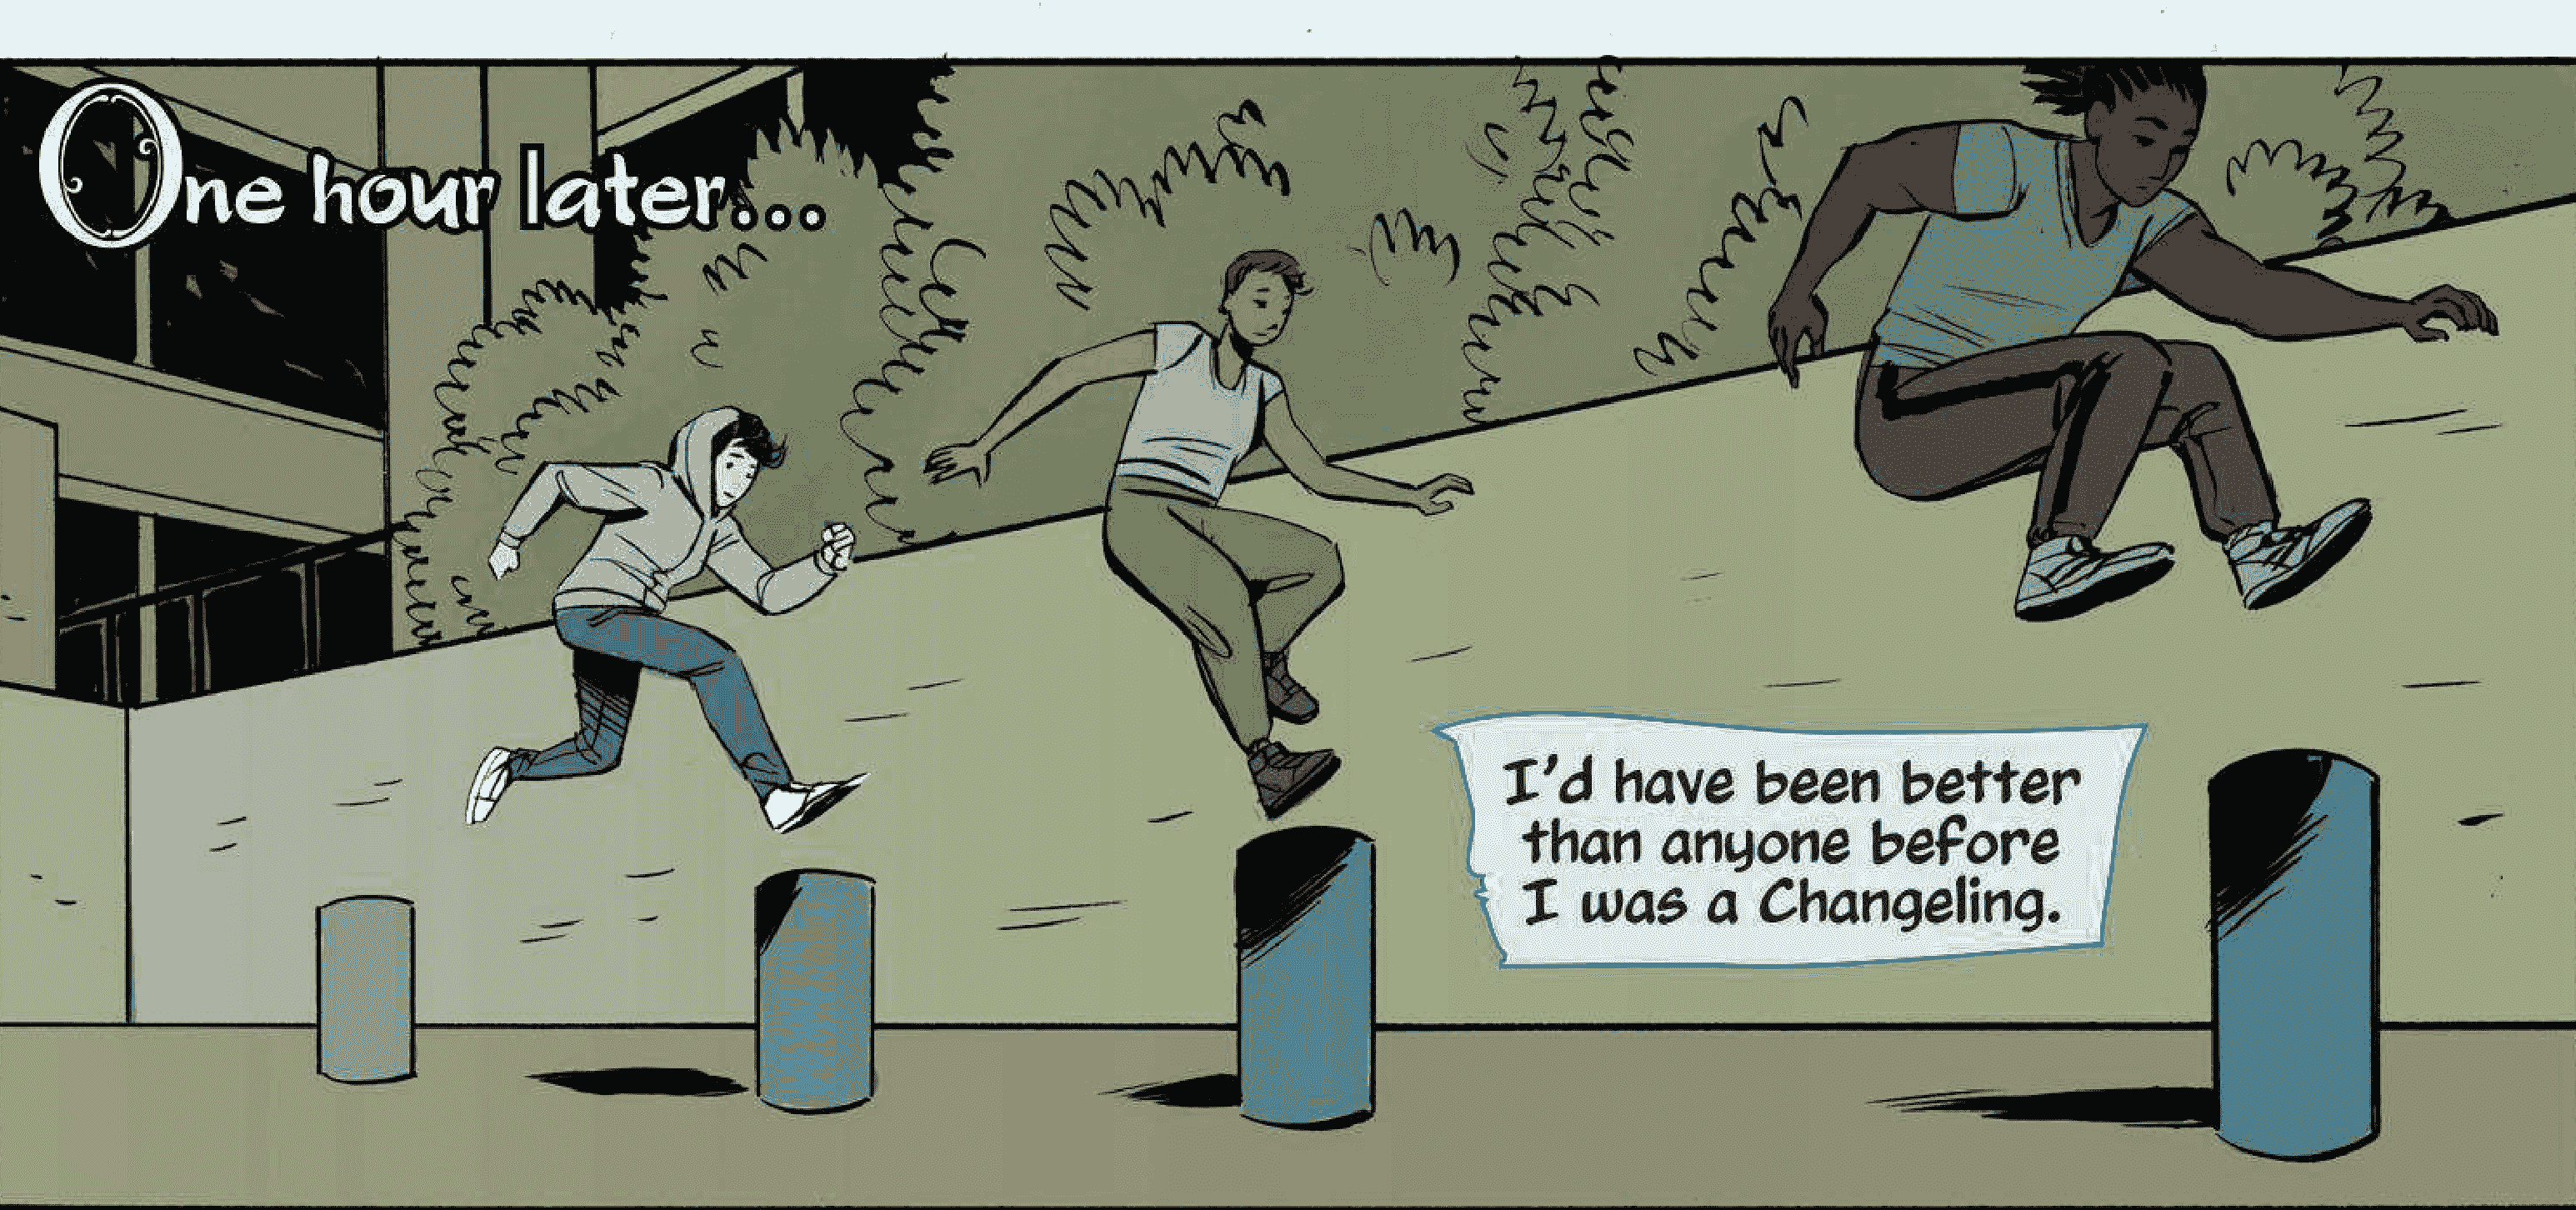 One hour later...
I'd have been better
than anyone before
I was a Changeling.